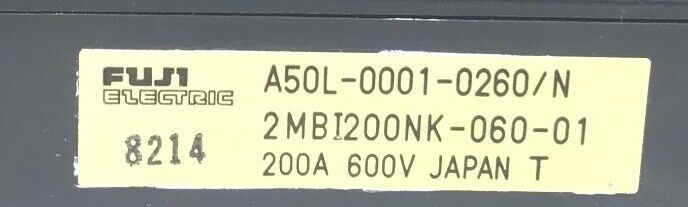 FUJI
ELECTRIC
8214
A50L-0001-0260/N
2MBI200NK-060-01
200A 600V JAPAN T